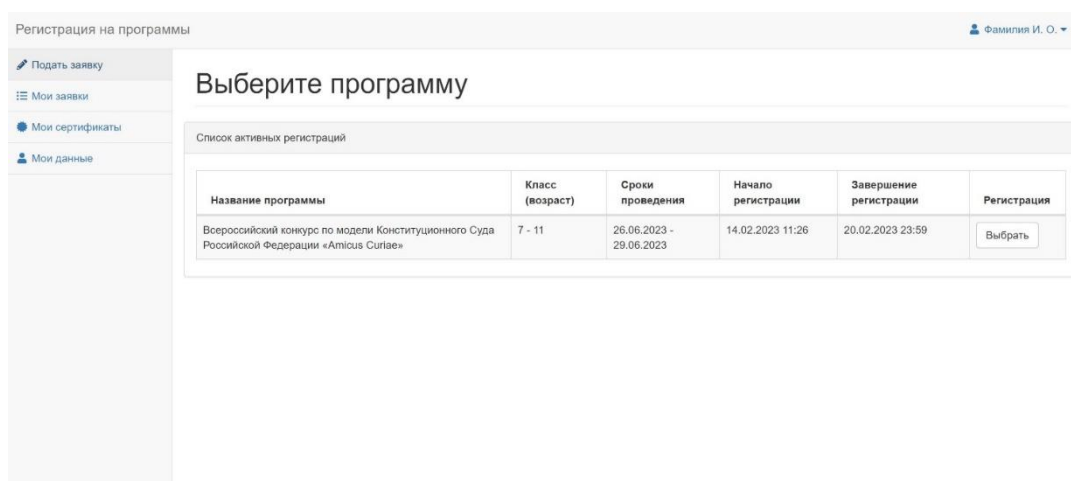 Регистрация на программы
Фамилия И. О.
Подать заявку
Мои заявки
Мои сертификаты
Мои данные
Выберите программу
Список активных регистраций
Название программы
Класс
(возраст)
Сроки
проведения
Начало
регистрации
Завершение
регистрации
Регистрация
Всероссийский конкурс по модели Конституционного Суда
Российской Федерации «Amicus Curiae»
7 - 11
26.06.2023 -
29.06.2023
14.02.2023 11:26
20.02.2023 23:59
Выбрать